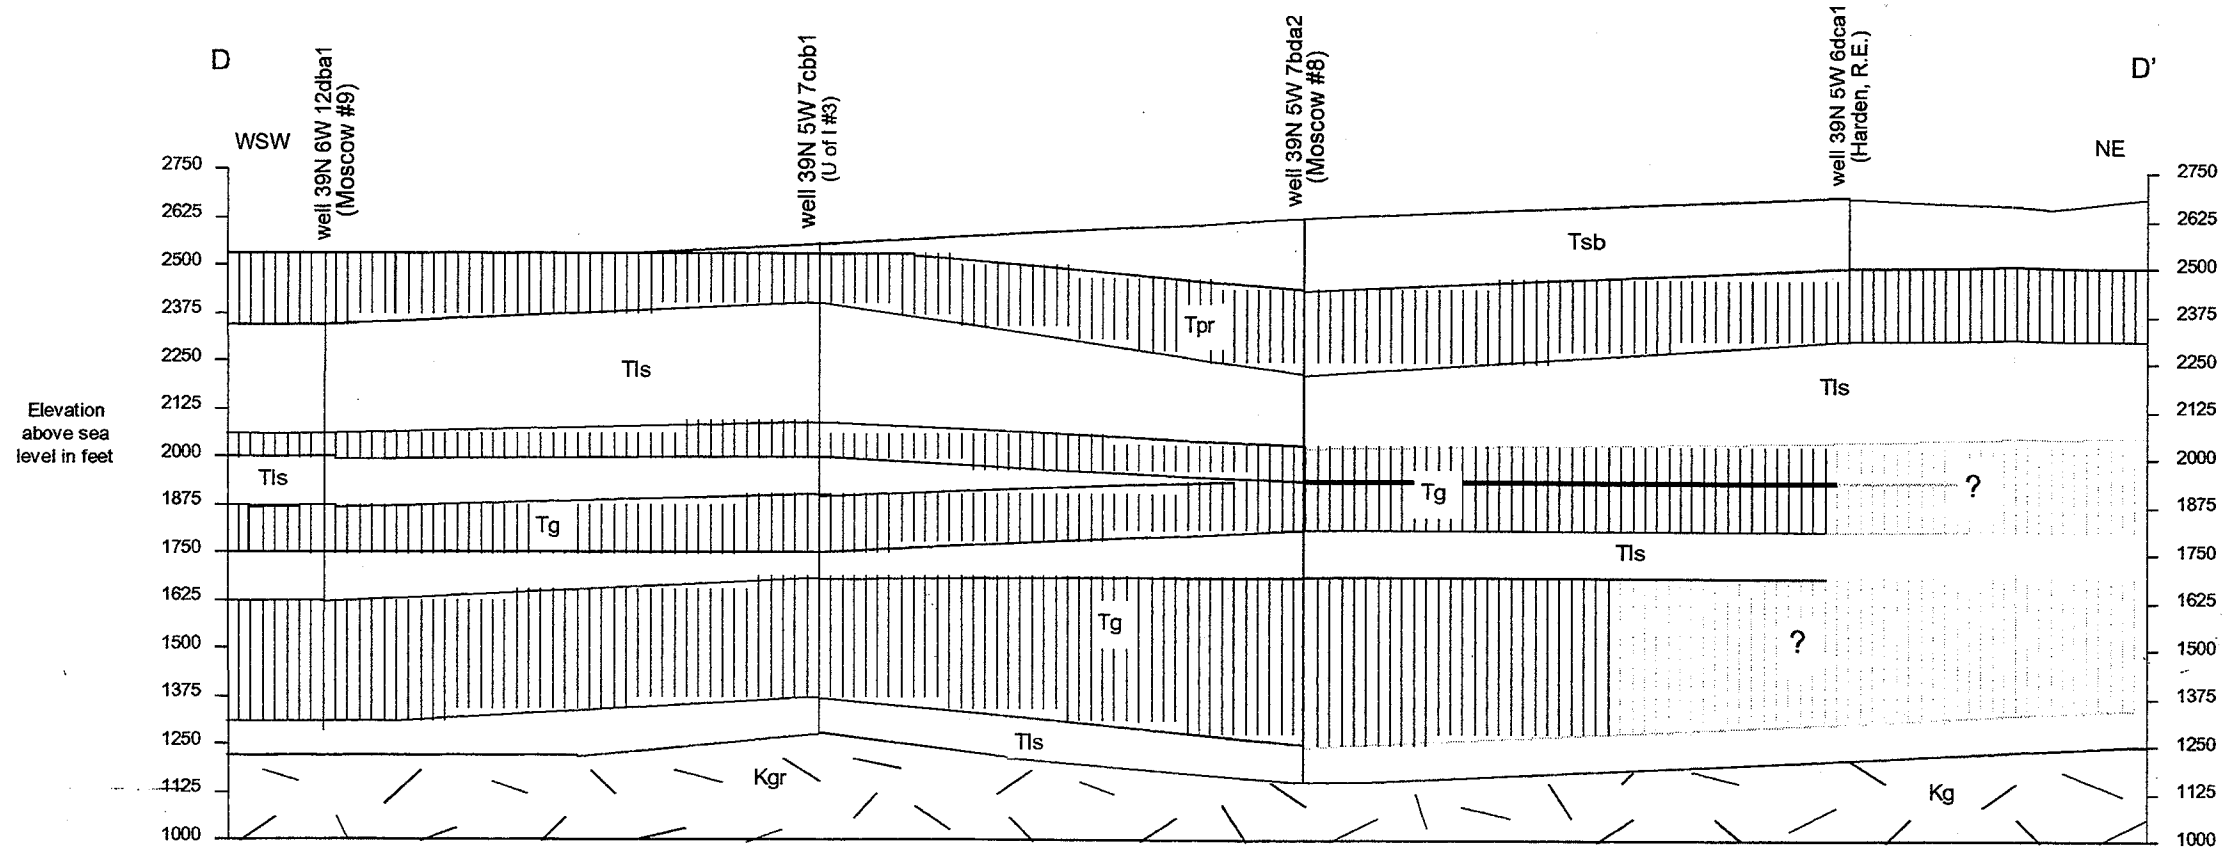 D
D'
well 39N 6W 12dba1
(Moscow #9)
well 39N 5W 7cbb1
(U of I #3)
well 39N 5W 7bda2
(Moscow #8)
well 39N 5W 6dca1
(Harden, R.E.)
WSW
NE
2750
2625
2500
2375
2250
2125
2000
1875
1750
1625
1500
1375
1250
1125
1000
Elevation
above sea
level in feet
Tsb
Tpr
Tls
Tls
Tls
Tg
Tg
?
Tls
Tg
?
Tls
Kgr
Kg
2750
2625
2500
2375
2250
2125
2000
1875
1750
1625
1500
1375
1250
1125
1000